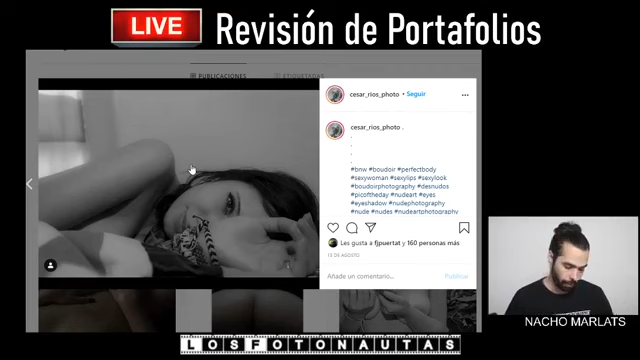 LIVE
Revisión de Portafolios
PUBLICACIONES
ETIQUETADAS
cesar_rios_photo • Seguir
cesar_rios_photo .
.
.
.
.
#bnw #boudoir #perfectbody
#sexywoman #sexylips #sexylook
#boudoirphotography #desnudos
#picoftheday #nudeart #eyes
#eyeshadow #nudephotography
#nude #nudes #nudeartphotography
Les gusta a fjpuertat y 160 personas más
13 DE AGOSTO
Añade un comentario...
Publicar
NACHO MARLATS
LOSFOTONAUTAS